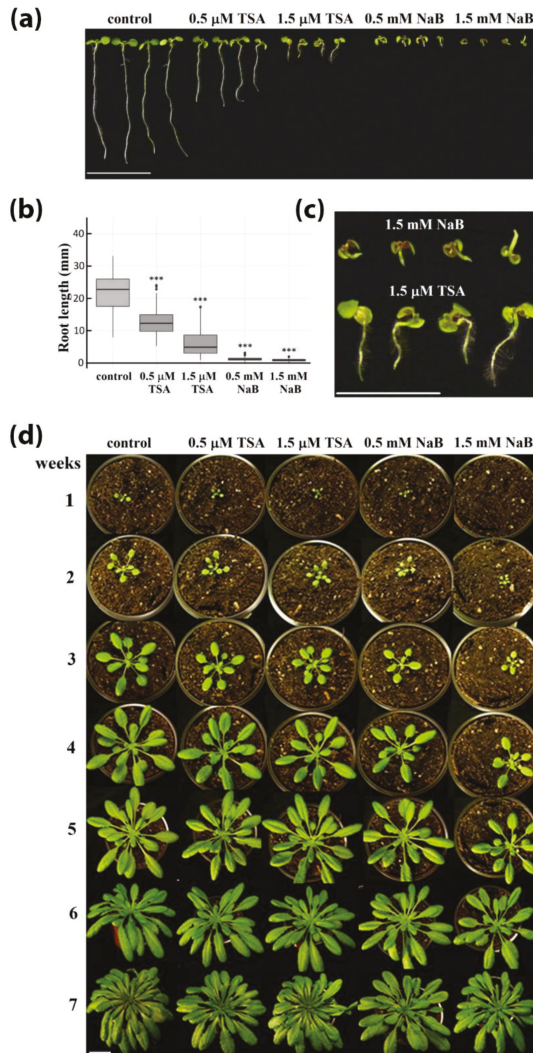 (a)
control 0.5 μM TSA 1.5 μM TSA 0.5 mM NaB 1.5 mM NaB
(b)
Root length (mm)
40
30
20
10
0
*** *** *** ***
control 0.5 μM 1.5 μM 0.5 mM 1.5 mM
TSA TSA NaB NaB
(c)
1.5 mM NaB
1.5 μM TSA
(d)
control 0.5 μM TSA 1.5 μM TSA 0.5 mM NaB 1.5 mM NaB
weeks
1
2
3
4
5
6
7